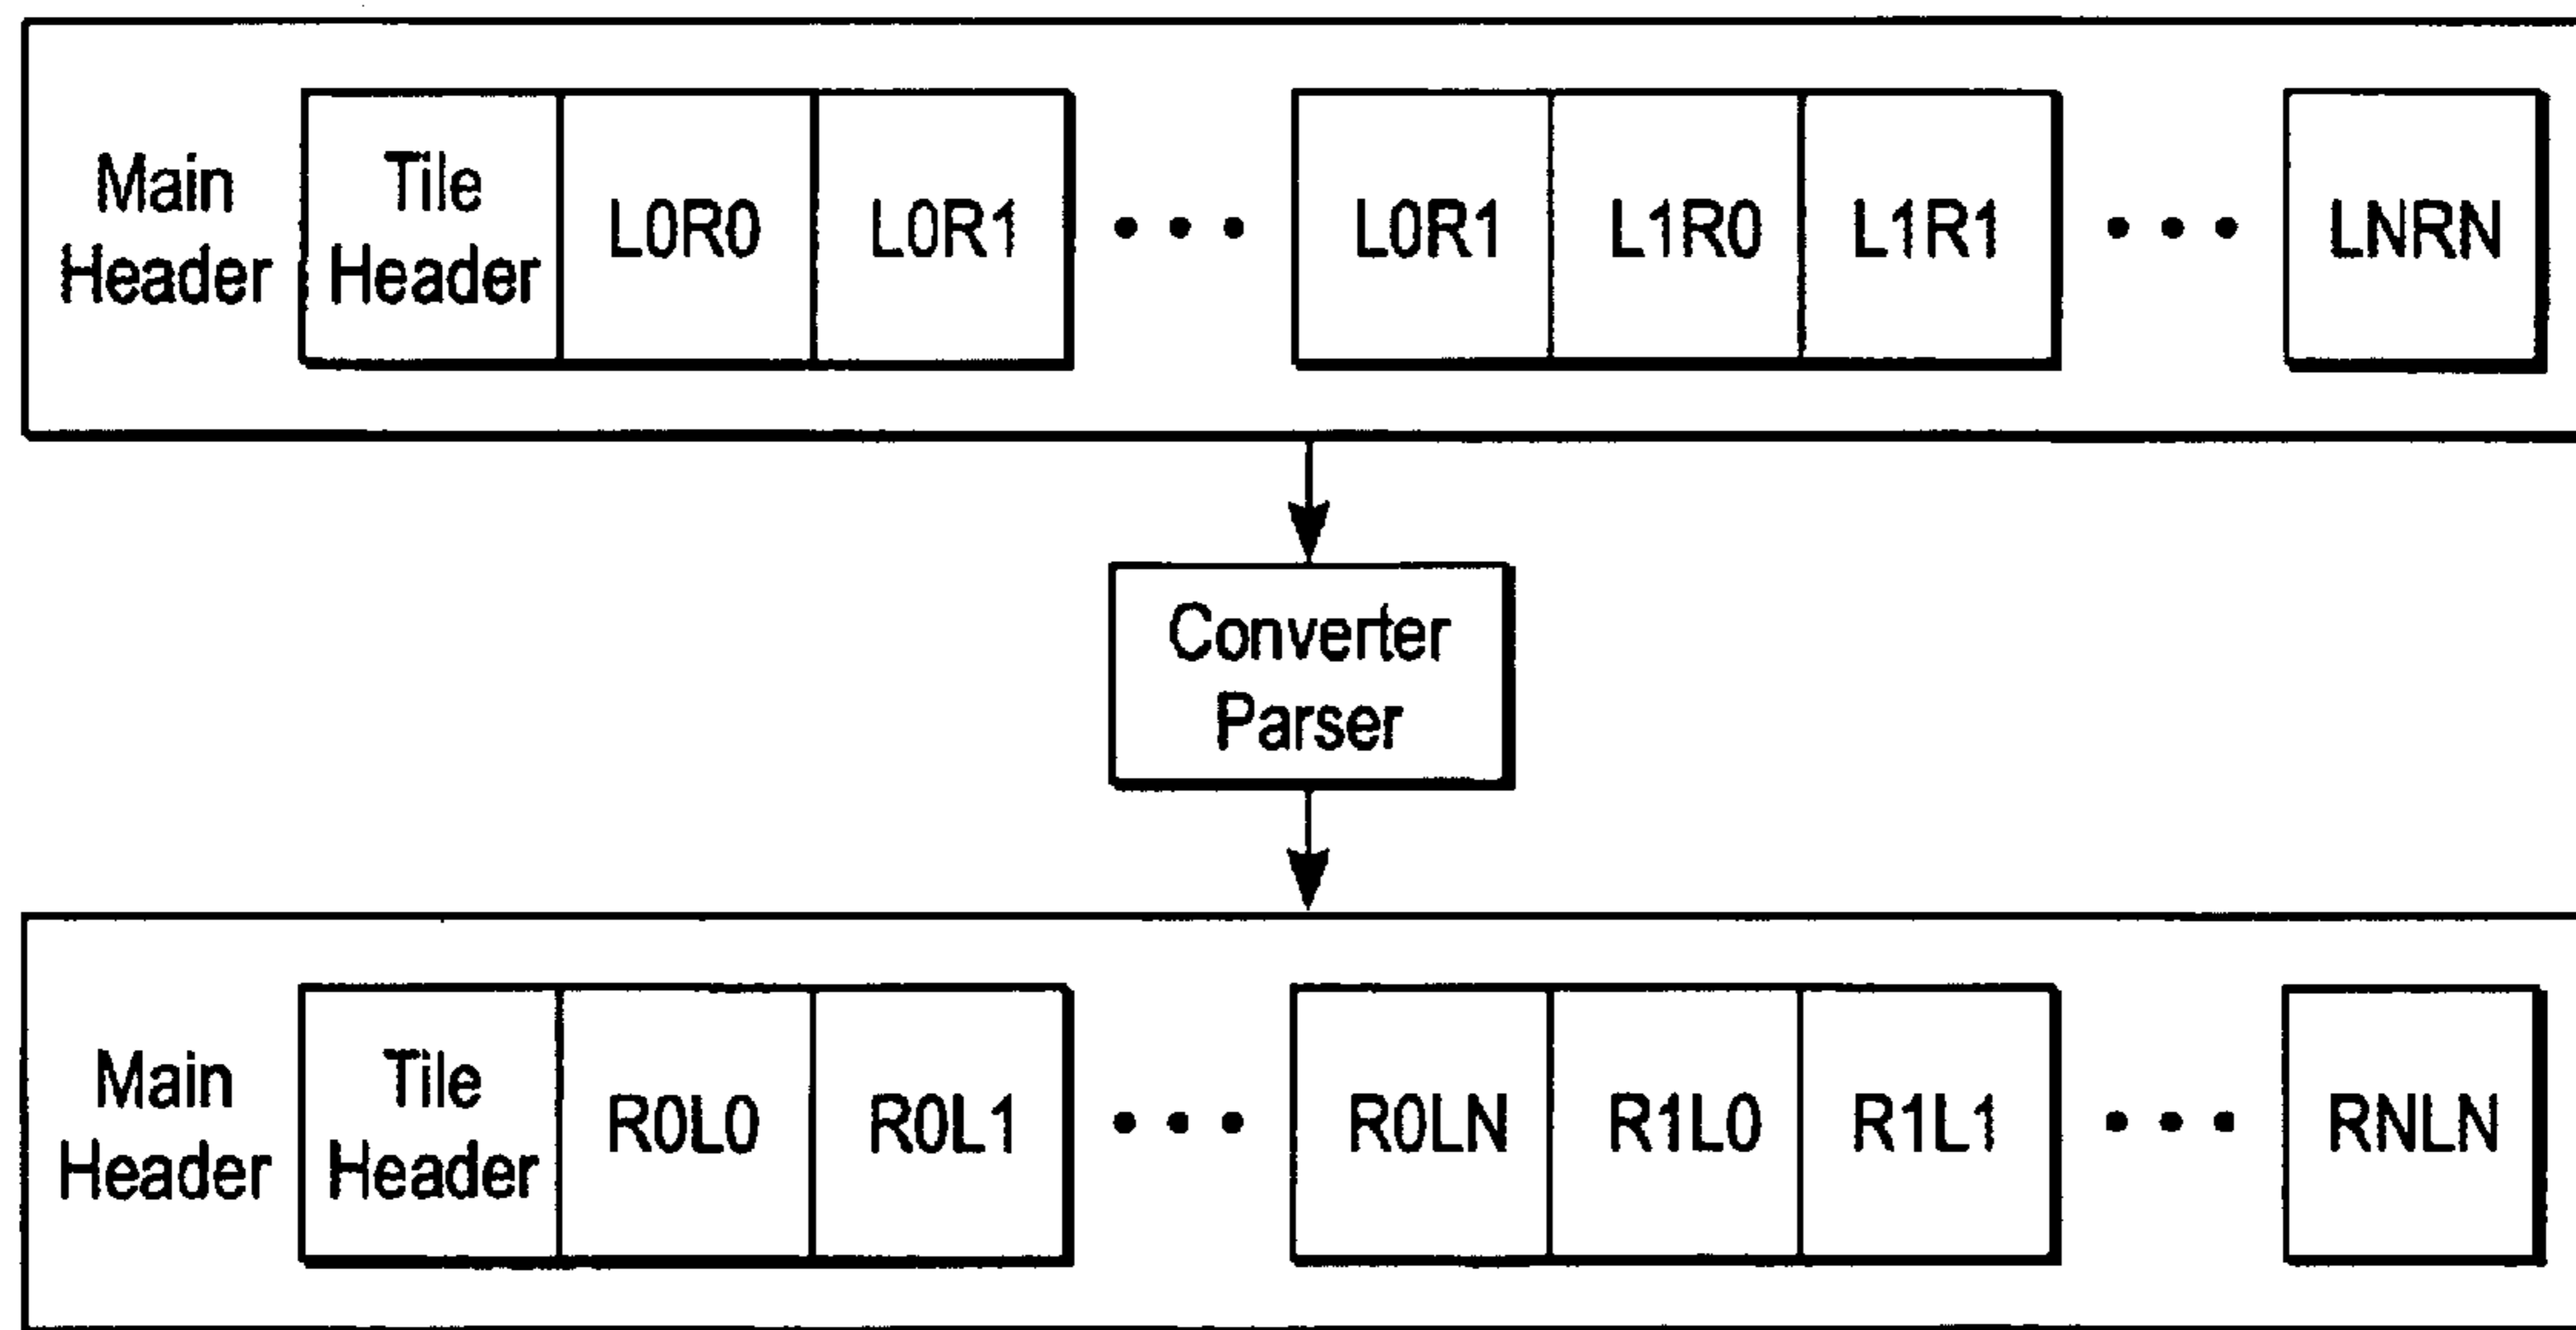 Main
Header
Tile
Header
L0R0
L0R1
• • •
L0R1
L1R0
L1R1
• • •
LNRN
Converter
Parser
Main
Header
Tile
Header
R0L0
R0L1
• • •
R0LN
R1L0
R1L1
• • •
RNLN